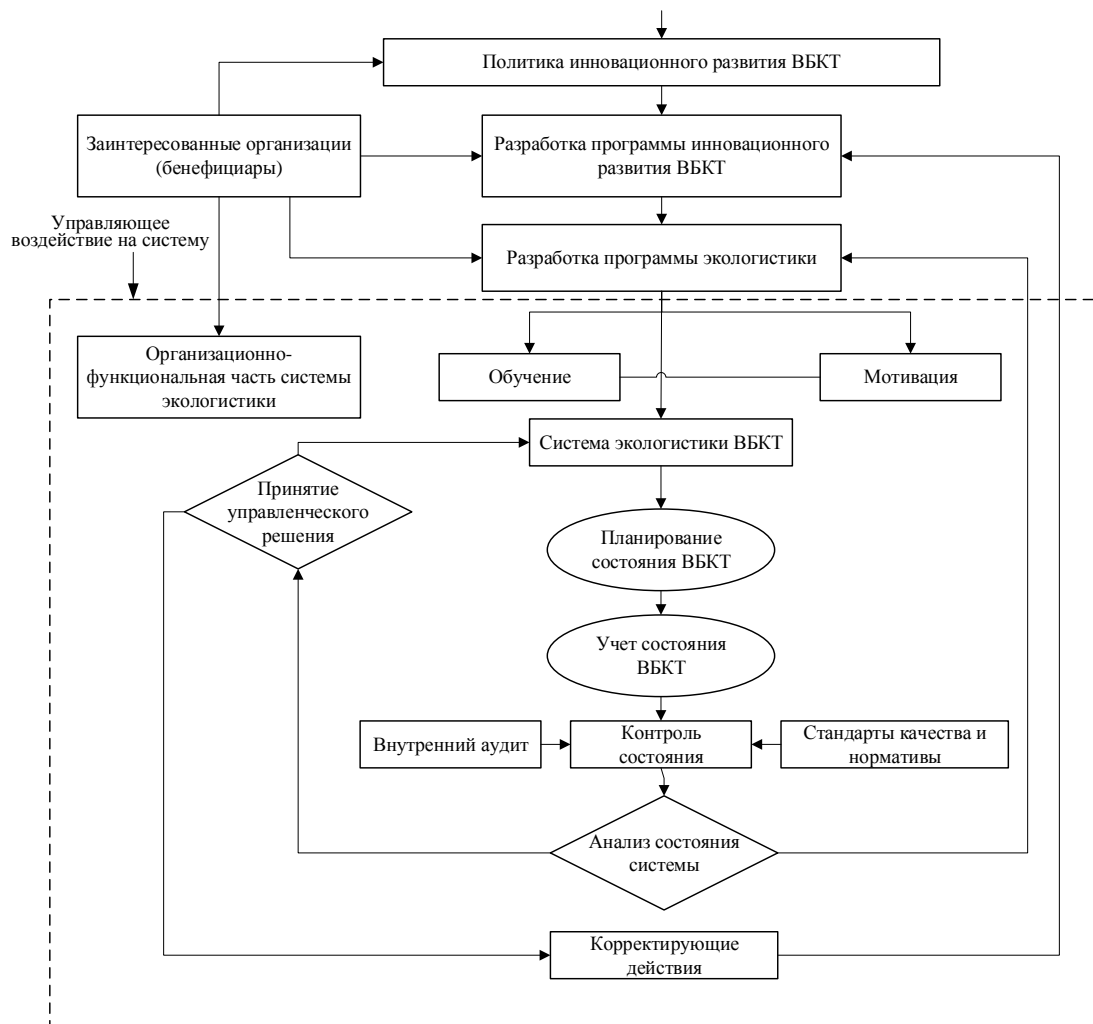 Политика инновационного развития ВБКТ
Заинтересованные организации
(бенефициары)
Разработка программы инновационного
развития ВБКТ
Управляющее
воздействие на систему
Разработка программы экологистики
Организационно-
функциональная часть системы
экологистики
Обучение
Мотивация
Система экологистики ВБКТ
Принятие
управленческого
решения
Планирование
состояния ВБКТ
Учет состояния
ВБКТ
Внутренний аудит
Контроль
состояния
Стандарты качества и
нормативы
Анализ состояния
системы
Корректирующие
действия